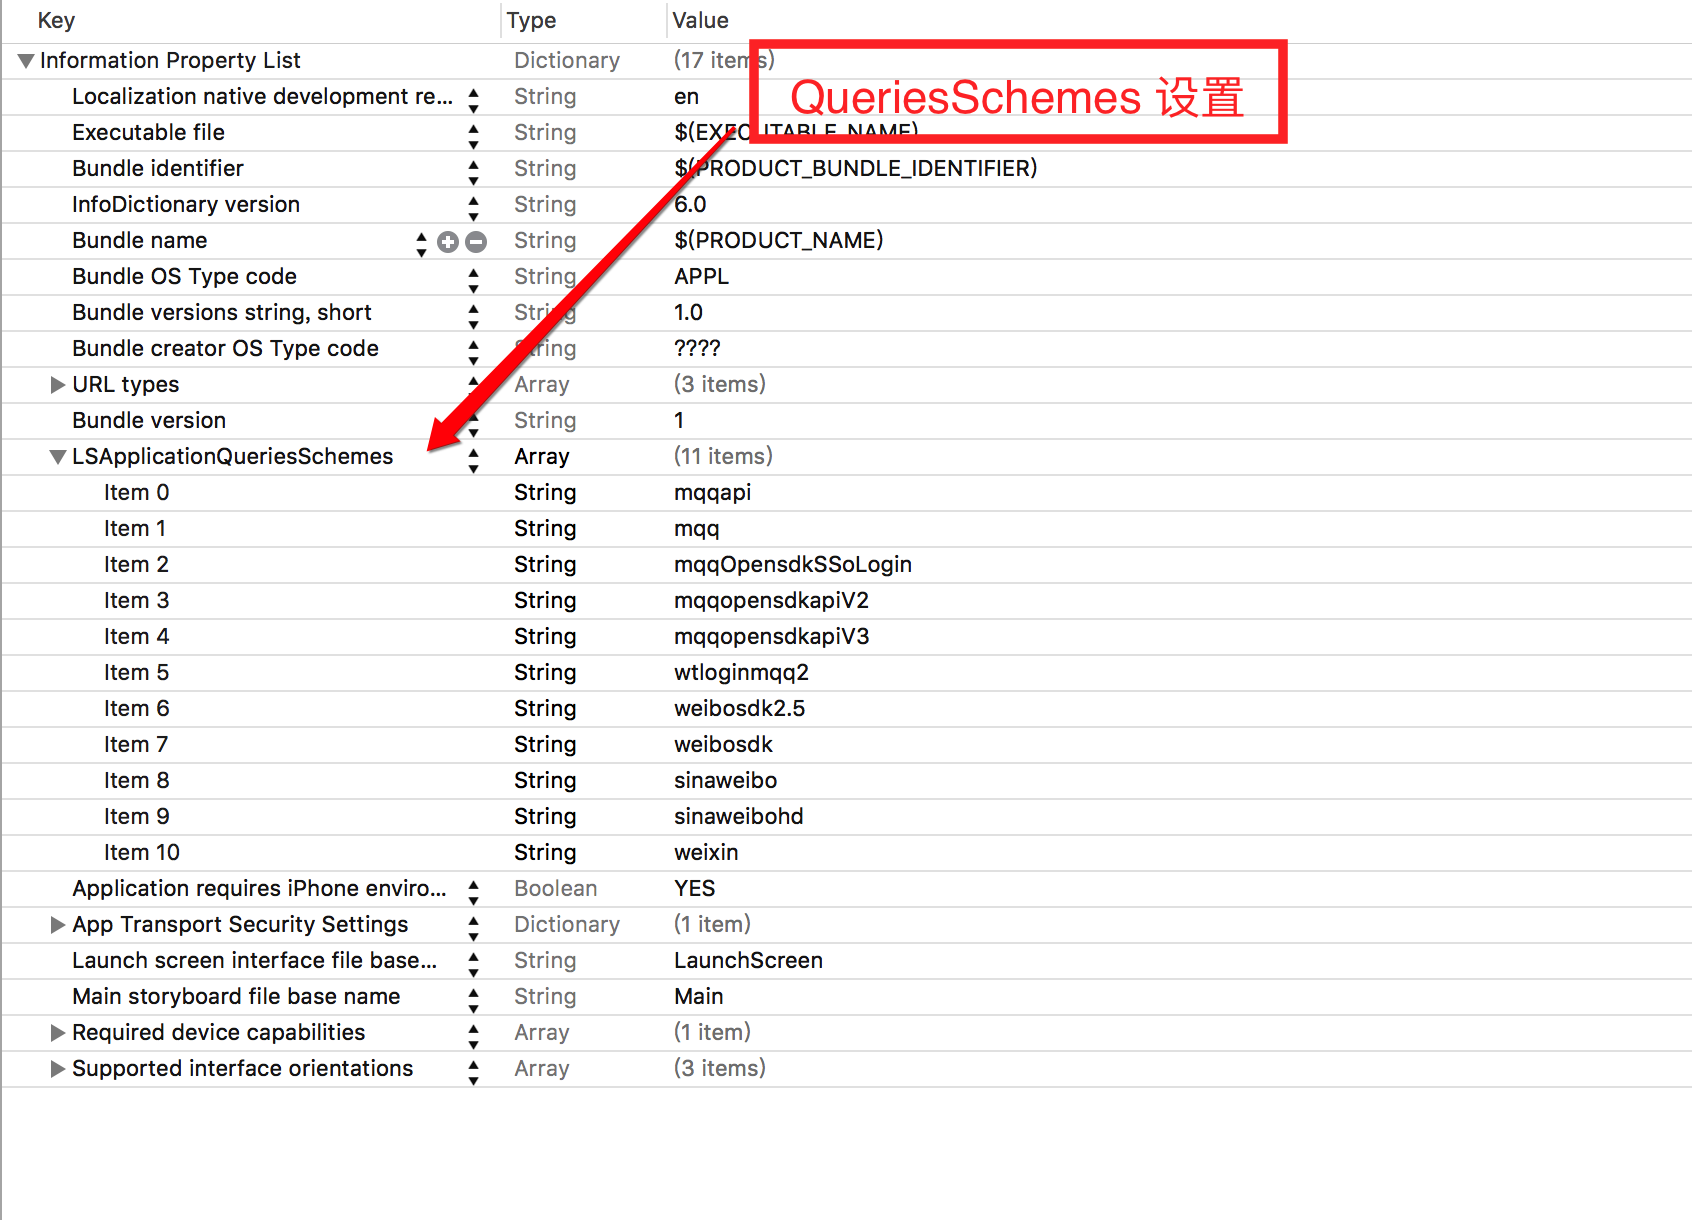 Key Type Value
Information Property List Dictionary (17 items)
QueriesSchemes 设置
Localization native development re... String en
Executable file String $(EXECUTABLE_NAME)
Bundle identifier String $(PRODUCT_BUNDLE_IDENTIFIER)
InfoDictionary version String 6.0
Bundle name String $(PRODUCT_NAME)
Bundle OS Type code String APPL
Bundle versions string, short String 1.0
Bundle creator OS Type code String ????
URL types Array (3 items)
Bundle version String 1
LSApplicationQueriesSchemes Array (11 items)
Item 0 String mqqapi
Item 1 String mqq
Item 2 String mqqOpensdkSSoLogin
Item 3 String mqqopensdkapiV2
Item 4 String mqqopensdkapiV3
Item 5 String wtloginmqq2
Item 6 String weibosdk2.5
Item 7 String weibosdk
Item 8 String sinaweibo
Item 9 String sinaweibohd
Item 10 String weixin
Application requires iPhone enviro... Boolean YES
App Transport Security Settings Dictionary (1 item)
Launch screen interface file base... String LaunchScreen
Main storyboard file base name String Main
Required device capabilities Array (1 item)
Supported interface orientations Array (3 items)